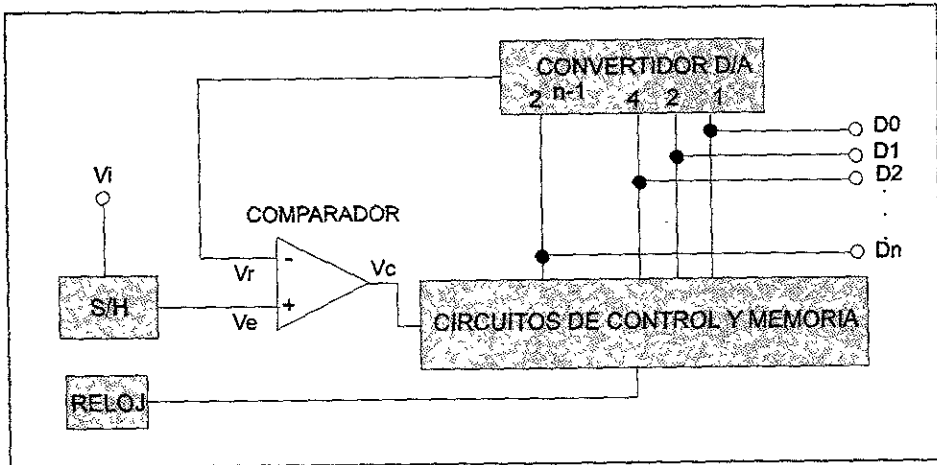 CONVERTIDOR D/A
2 n-1 4 2 1
D0
D1
D2
Dn
Vi
COMPARADOR
-
Vr
Vc
S/H
+
Ve
CIRCUITOS DE CONTROL Y MEMORIA
RELOJ